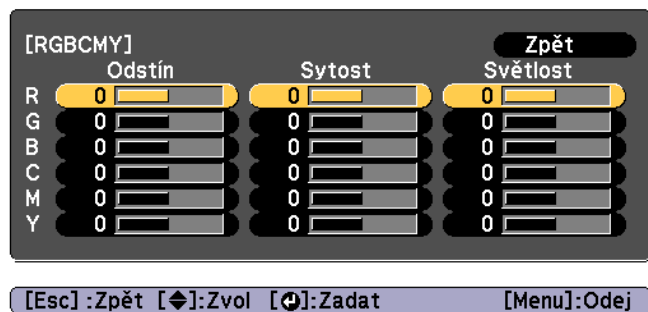 [RGBCMY] Zpět
Odstín Sytost Světlost
R 0 0 0
G 0 0 0
B 0 0 0
C 0 0 0
M 0 0 0
Y 0 0 0
[Esc] :Zpět [ ]:Zvol [ ]:Zadat [Menu]:Odej